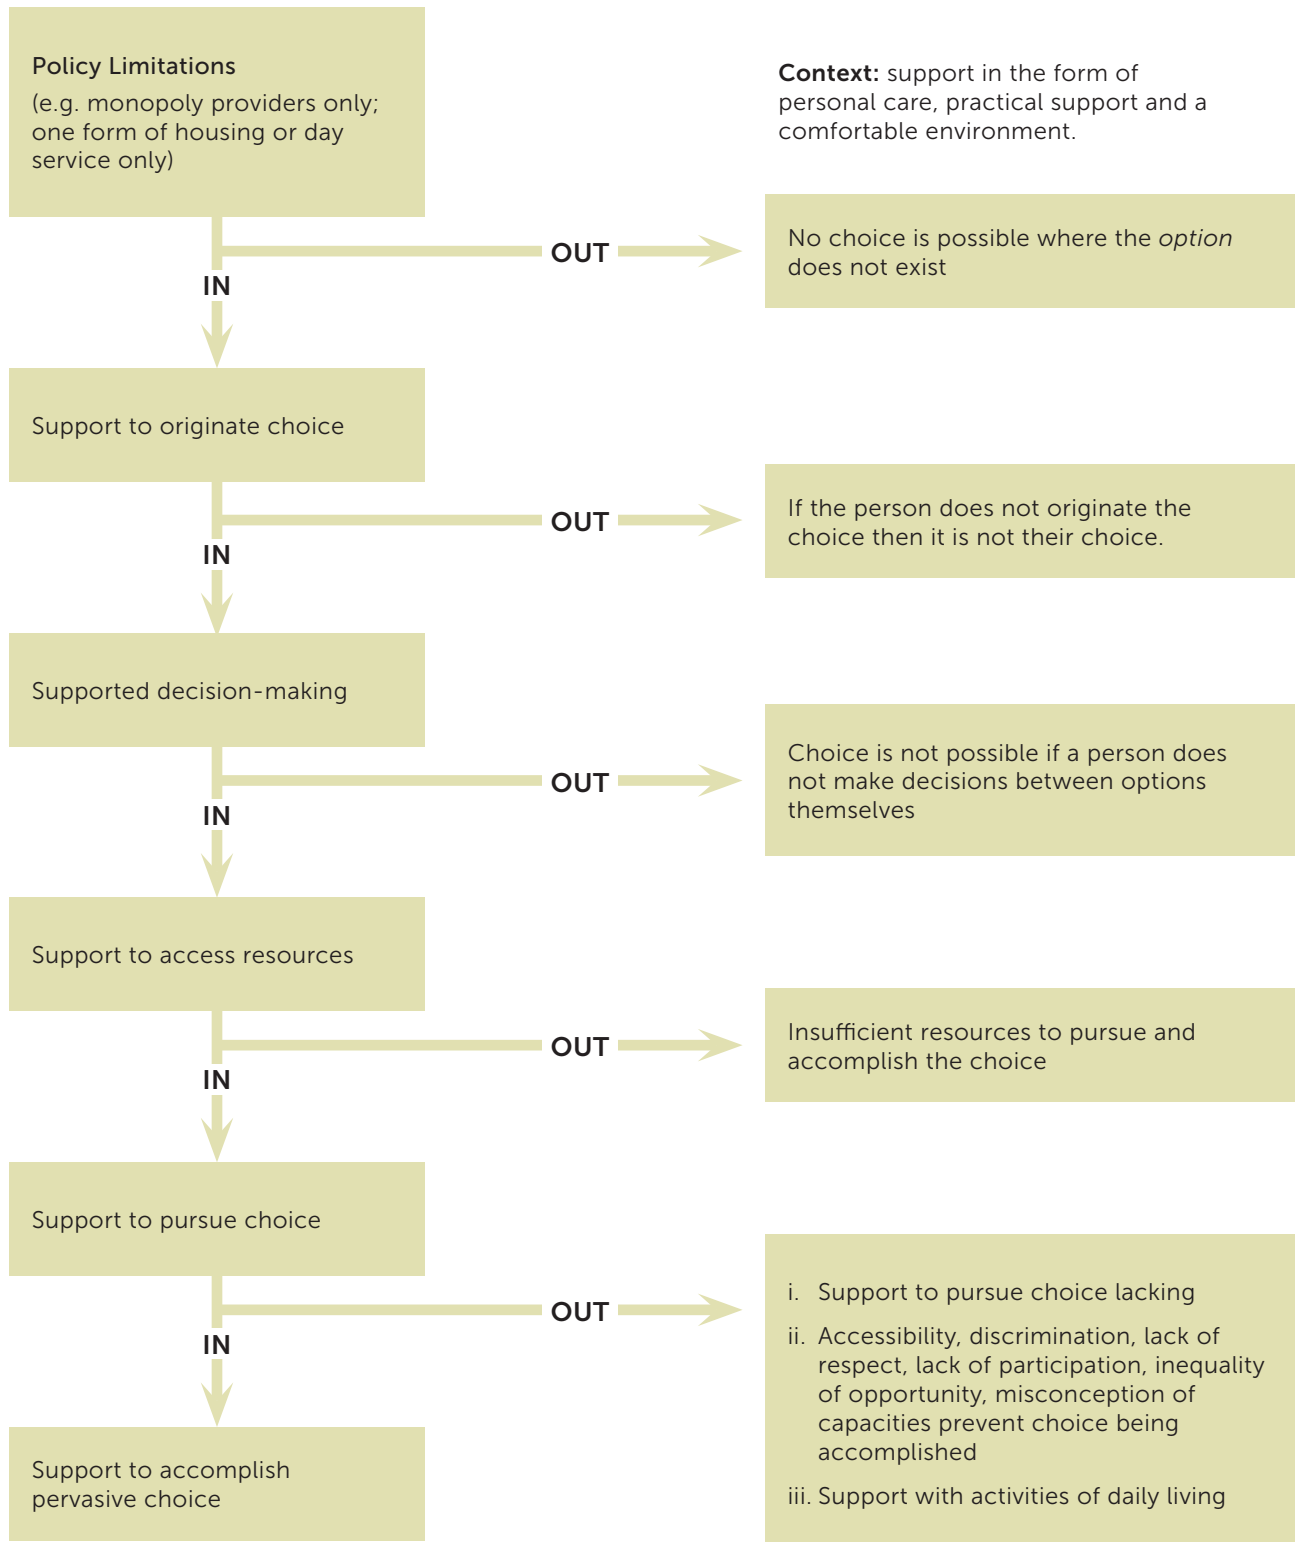 Policy Limitations
(e.g. monopoly providers only;
one form of housing or day
service only)
Context: support in the form of
personal care, practical support and a
comfortable environment.
OUT
No choice is possible where the option
does not exist
IN
Support to originate choice
OUT
If the person does not originate the
choice then it is not their choice.
IN
Supported decision-making
OUT
Choice is not possible if a person does
not make decisions between options
themselves
IN
Support to access resources
OUT
Insufficient resources to pursue and
accomplish the choice
IN
Support to pursue choice
OUT
i. Support to pursue choice lacking
ii. Accessibility, discrimination, lack of
respect, lack of participation, inequality
of opportunity, misconception of
capacities prevent choice being
accomplished
iii. Support with activities of daily living
IN
Support to accomplish
pervasive choice